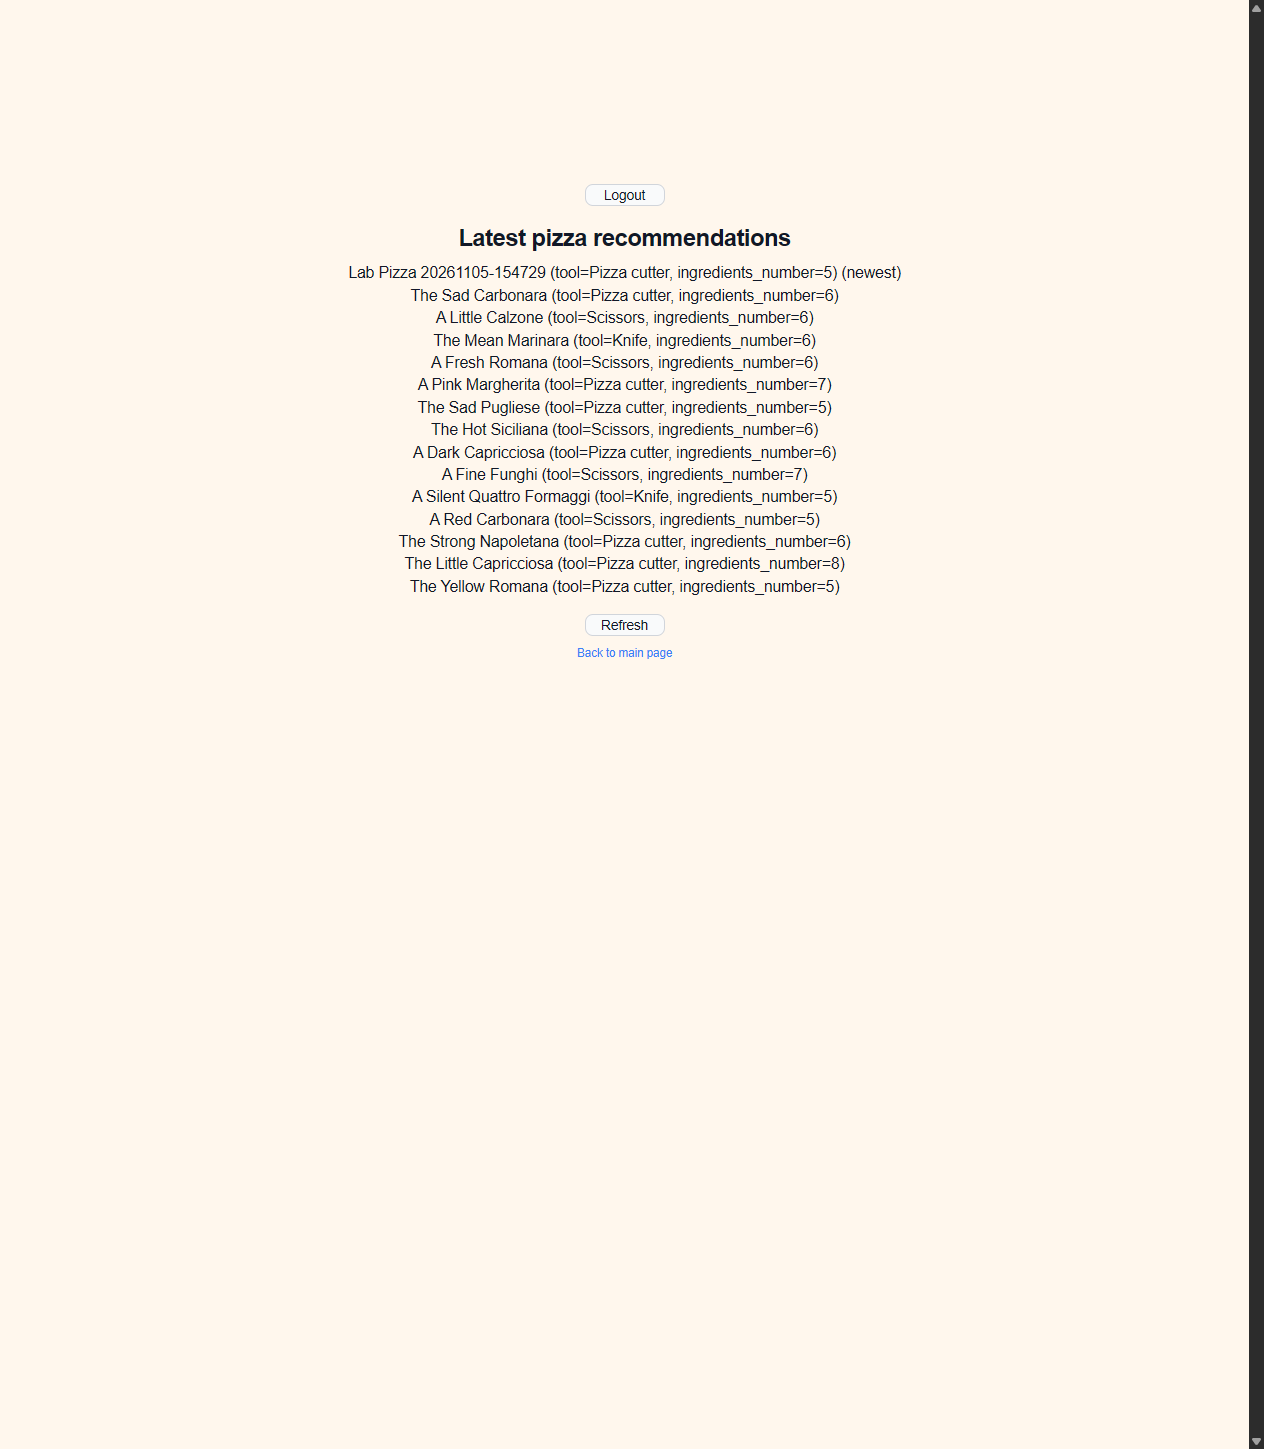 Logout
Latest pizza recommendations
Lab Pizza 20261105-154729 (tool=Pizza cutter, ingredients_number=5) (newest)
The Sad Carbonara (tool=Pizza cutter, ingredients_number=6)
A Little Calzone (tool=Scissors, ingredients_number=6)
The Mean Marinara (tool=Knife, ingredients_number=6)
A Fresh Romana (tool=Scissors, ingredients_number=6)
A Pink Margherita (tool=Pizza cutter, ingredients_number=7)
The Sad Pugliese (tool=Pizza cutter, ingredients_number=5)
The Hot Siciliana (tool=Scissors, ingredients_number=6)
A Dark Capricciosa (tool=Pizza cutter, ingredients_number=6)
A Fine Funghi (tool=Scissors, ingredients_number=7)
A Silent Quattro Formaggi (tool=Knife, ingredients_number=5)
A Red Carbonara (tool=Scissors, ingredients_number=5)
The Strong Napoletana (tool=Pizza cutter, ingredients_number=6)
The Little Capricciosa (tool=Pizza cutter, ingredients_number=8)
The Yellow Romana (tool=Pizza cutter, ingredients_number=5)
Refresh
Back to main page